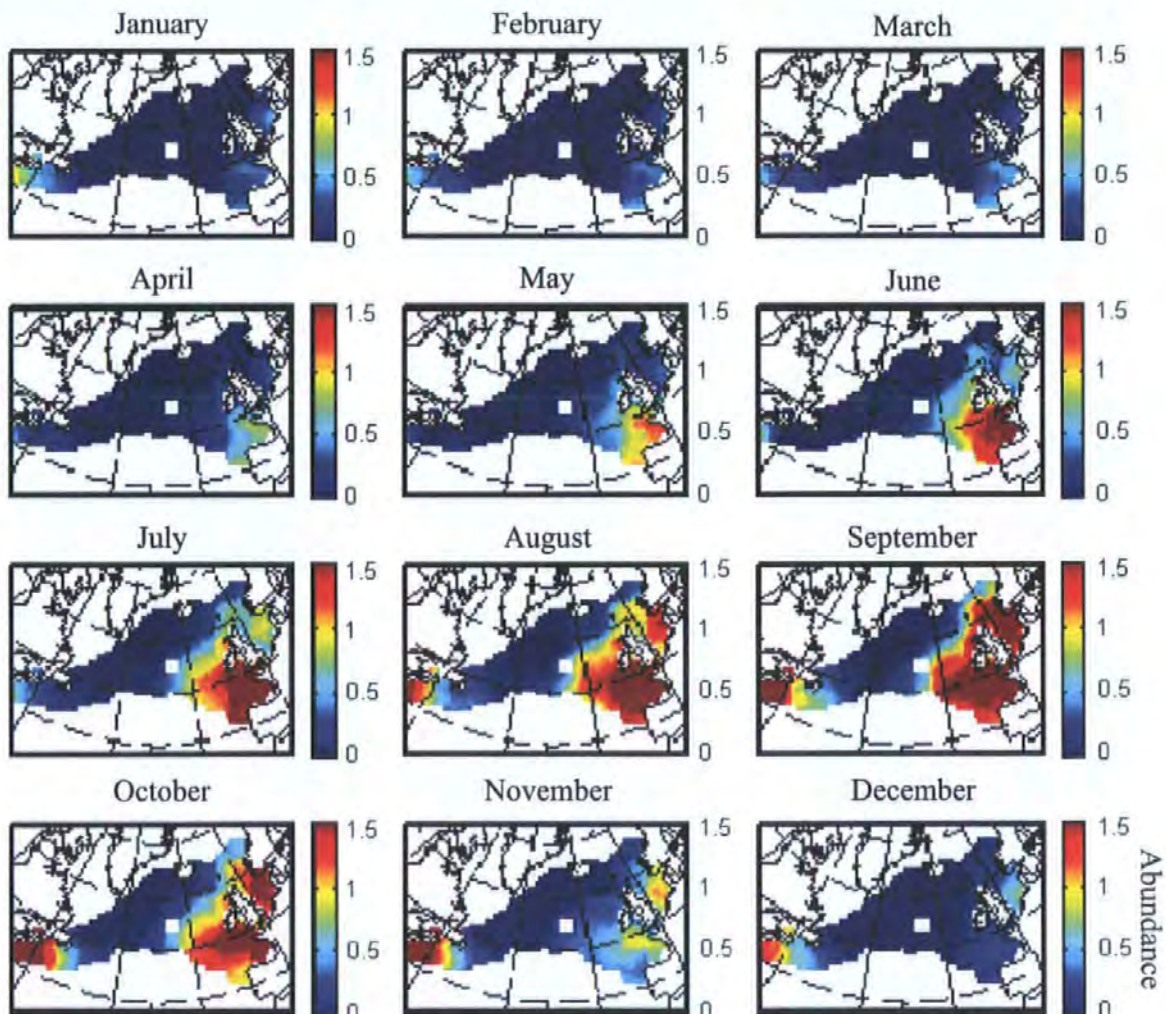 January February March
1.5 1.5 1.5
1 1 1
0.5 0.5 0.5
0 0 0
April May June
1.5 1.5 1.5
1 1 1
0.5 0.5 0.5
0 0 0
July August September
1.5 1.5 1.5
1 1 1
0.5 0.5 0.5
0 0 0
October November December
1.5 1.5 1.5
1 1 1
0.5 0.5 0.5
0 0 0
Abundance